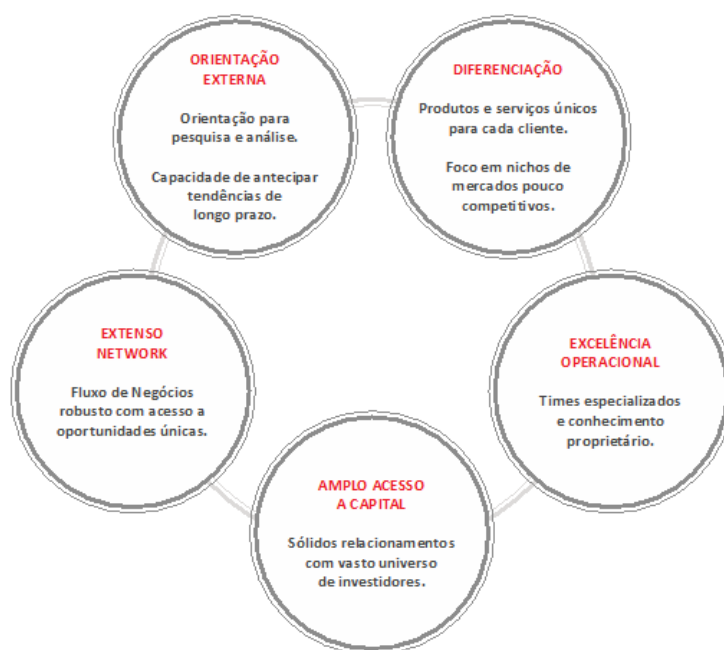 ORIENTAÇÃO
EXTERNA
Orientação para
pesquisa e análise.
Capacidade de antecipar
tendências de
longo prazo.
DIFERENCIAÇÃO
Produtos e serviços únicos
para cada cliente.
Foco em nichos de
mercados pouco
competitivos.
EXCELÊNCIA
OPERACIONAL
Times especializados
e conhecimento
proprietário.
AMPLO ACESSO
A CAPITAL
Sólidos relacionamentos
com vasto universo
de investidores.
EXTENSO
NETWORK
Fluxo de Negócios
robusto com acesso a
oportunidades únicas.